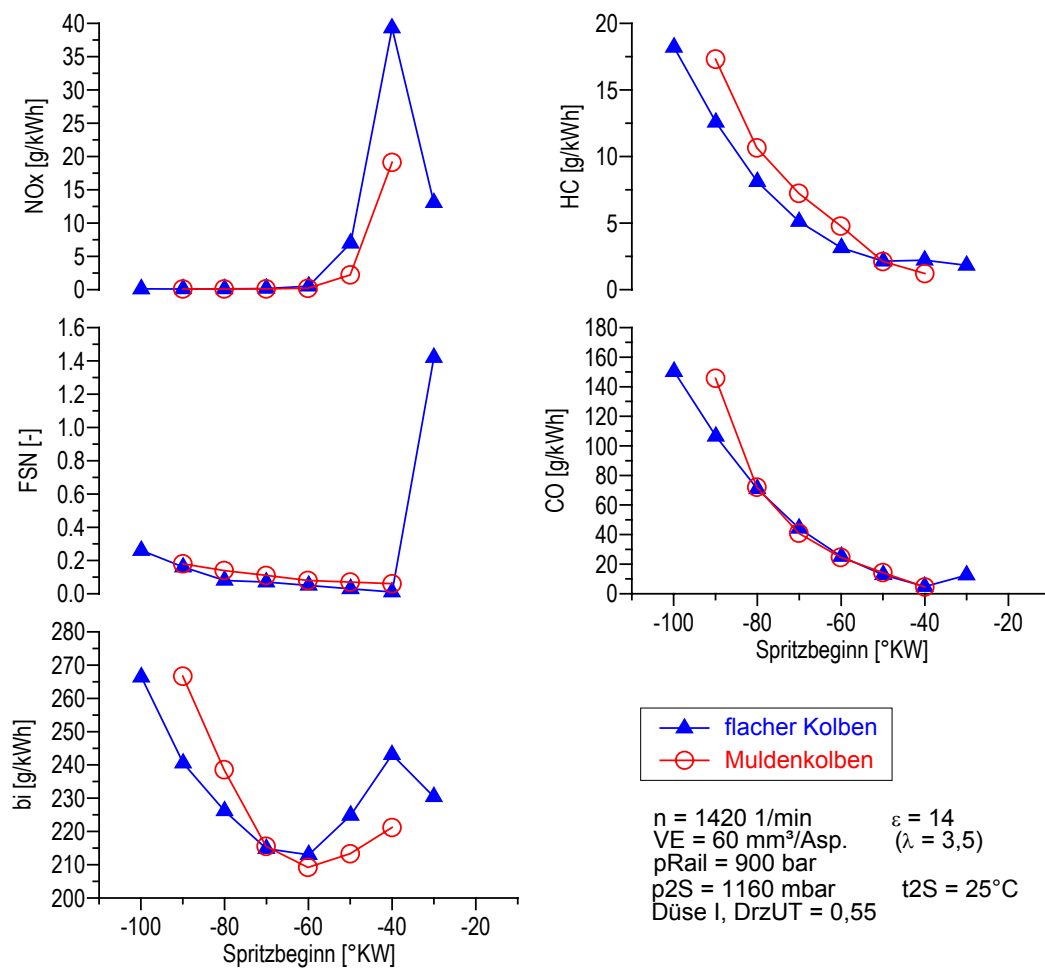 NOx [g/kWh]
40
35
30
25
20
15
10
5
0
HC [g/kWh]
20
15
10
5
0
FSN [-]
1.6
1.4
1.2
1.0
0.8
0.6
0.4
0.2
0.0
CO [g/kWh]
180
160
140
120
100
80
60
40
20
0
-100 -80 -60 -40 -20
Spritzbeginn [°KW]
bi [g/kWh]
280
270
260
250
240
230
220
210
200
-100 -80 -60 -40 -20
Spritzbeginn [°KW]
flacher Kolben
Muldenkolben
n = 1420 1/min ε = 14
VE = 60 mm³/Asp. (λ = 3,5)
pRail = 900 bar
p2S = 1160 mbar t2S = 25°C
Düse I, DrzUT = 0,55